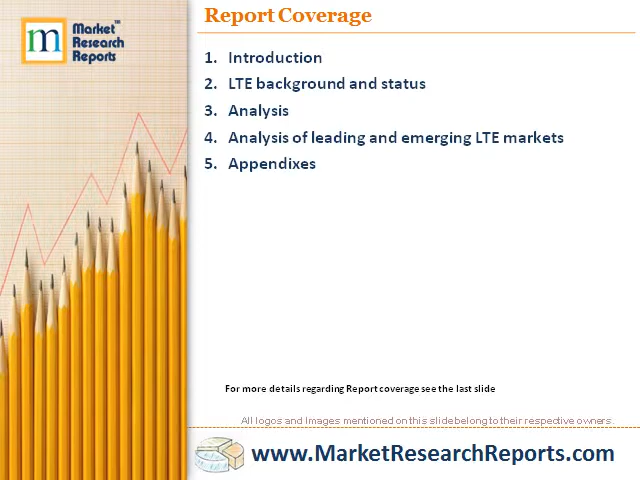 Market™
Research
Reports
m
Report Coverage
1. Introduction
2. LTE background and status
3. Analysis
4. Analysis of leading and emerging LTE markets
5. Appendixes
For more details regarding Report coverage see the last slide
All logos and Images mentioned on this slide belong to their respective owners.
www.MarketResearchReports.com